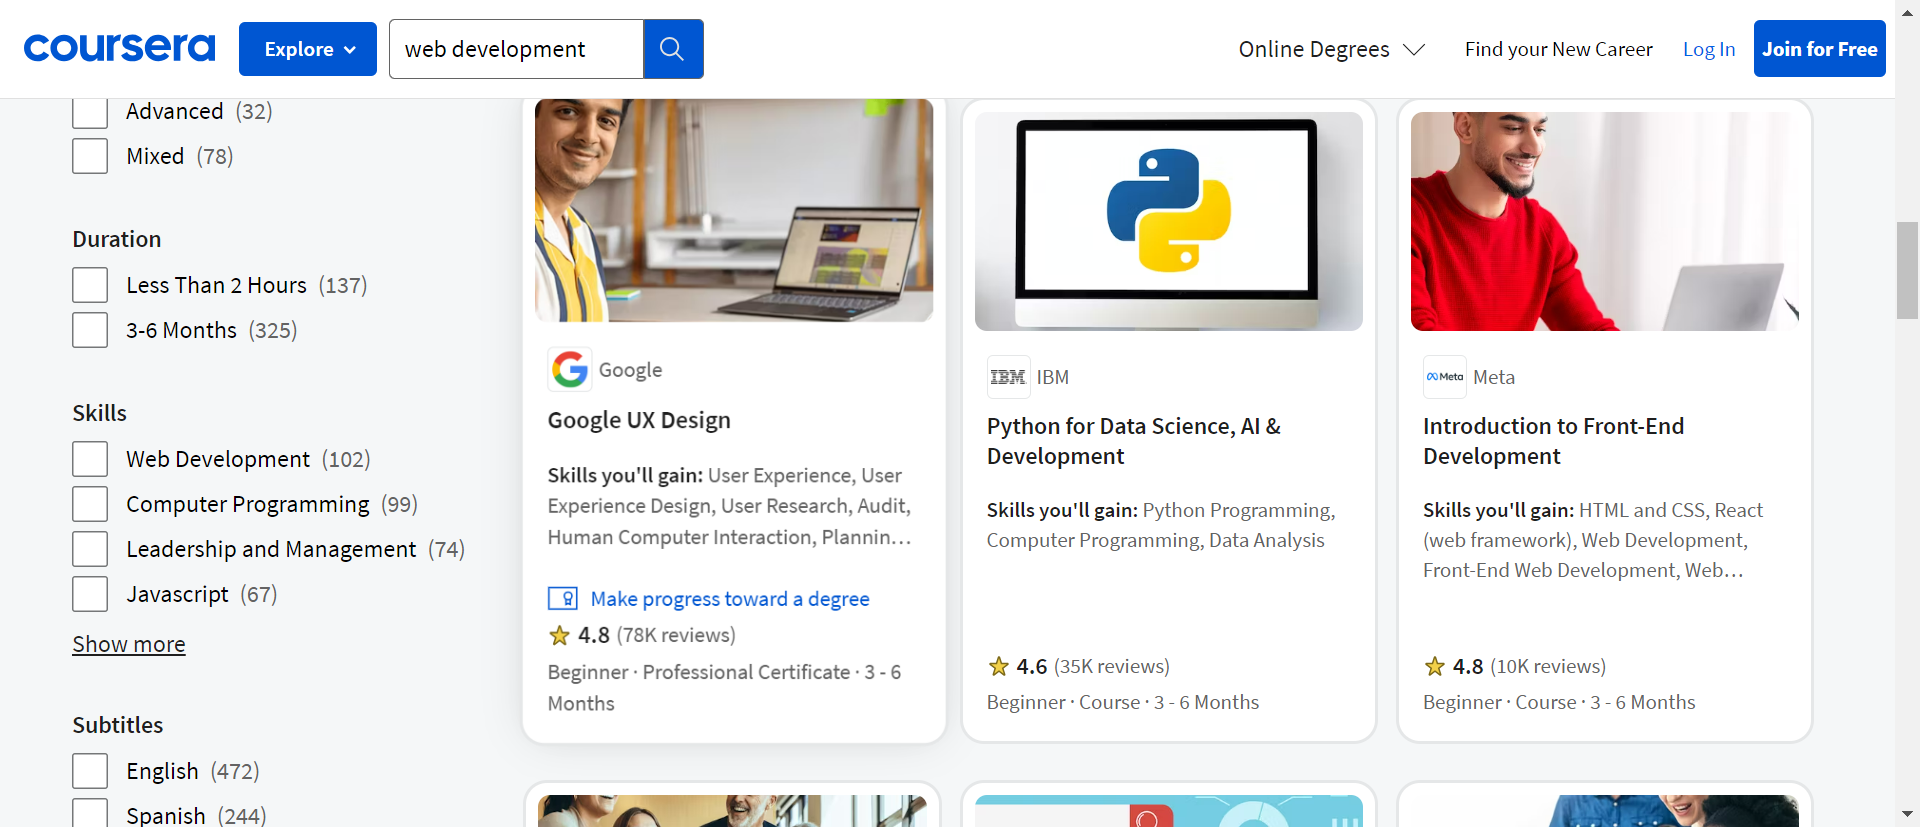 coursera
Explore
web development
Online Degrees
Find your New Career
Log In
Join for Free
Advanced (32)
Mixed (78)
Duration
Less Than 2 Hours (137)
3-6 Months (325)
Skills
Web Development (102)
Computer Programming (99)
Leadership and Management (74)
Javascript (67)
Show more
Subtitles
English (472)
Spanish (244)
Google
Google UX Design
Skills you'll gain: User Experience, User
Experience Design, User Research, Audit,
Human Computer Interaction, Plannin…
Make progress toward a degree
4.8 (78K reviews)
Beginner · Professional Certificate · 3 - 6
Months
IBM IBM
Python for Data Science, AI &
Development
Skills you'll gain: Python Programming,
Computer Programming, Data Analysis
4.6 (35K reviews)
Beginner · Course · 3 - 6 Months
Meta Meta
Introduction to Front-End
Development
Skills you'll gain: HTML and CSS, React
(web framework), Web Development,
Front-End Web Development, Web…
4.8 (10K reviews)
Beginner · Course · 3 - 6 Months